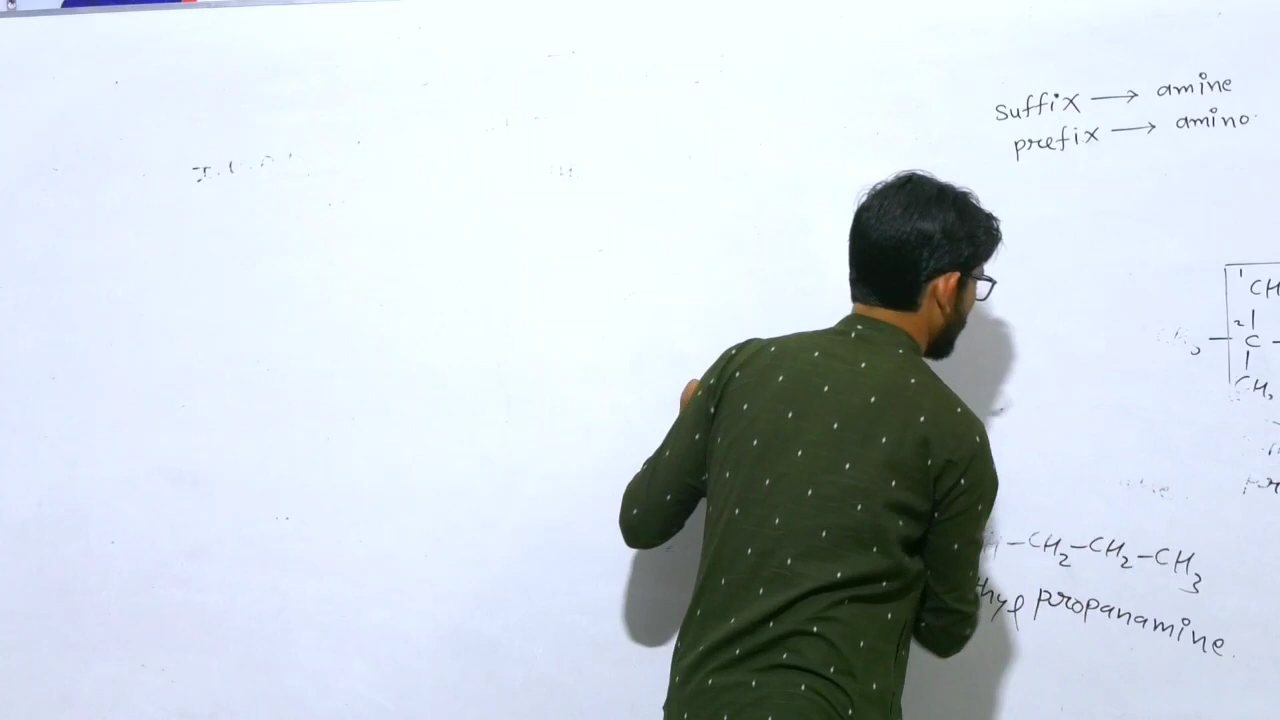 suffix → amine
prefix → amino
CH
C
CH
–CH₂–CH₂–CH₃
thyl propanamine